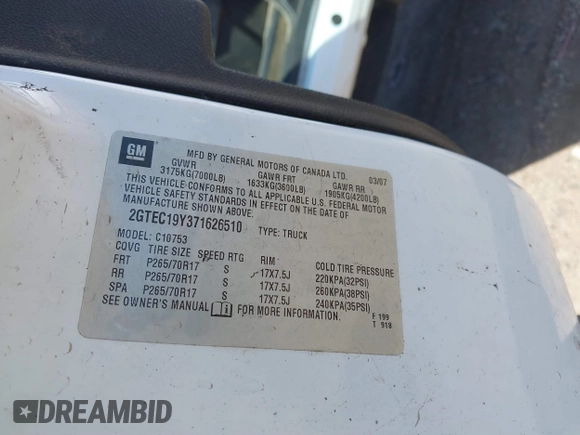 GM
MFD BY GENERAL MOTORS OF CANADA LTD. 03/07
GVWR GAWR FRT GAWR RR
3175KG(7000LB) 1633KG(3600LB) 1905KG(4200LB)
THIS VEHICLE CONFORMS TO ALL APPLICABLE U.S. FEDERAL MOTOR
VEHICLE SAFETY STANDARDS IN EFFECT ON THE DATE OF
MANUFACTURE SHOWN ABOVE.
2GTEC19Y371626510 TYPE: TRUCK
MODEL: C10753
CQVG TIRE SIZE SPEED RTG RIM COLD TIRE PRESSURE
FRT P265/70R17 S 17X7.5J 220KPA(32PSI)
RR P265/70R17 S 17X7.5J 260KPA(38PSI)
SPA P265/70R17 S 17X7.5J 240KPA(35PSI)
SEE OWNER'S MANUAL FOR MORE INFORMATION.
F 199
T 918
DREAMBID